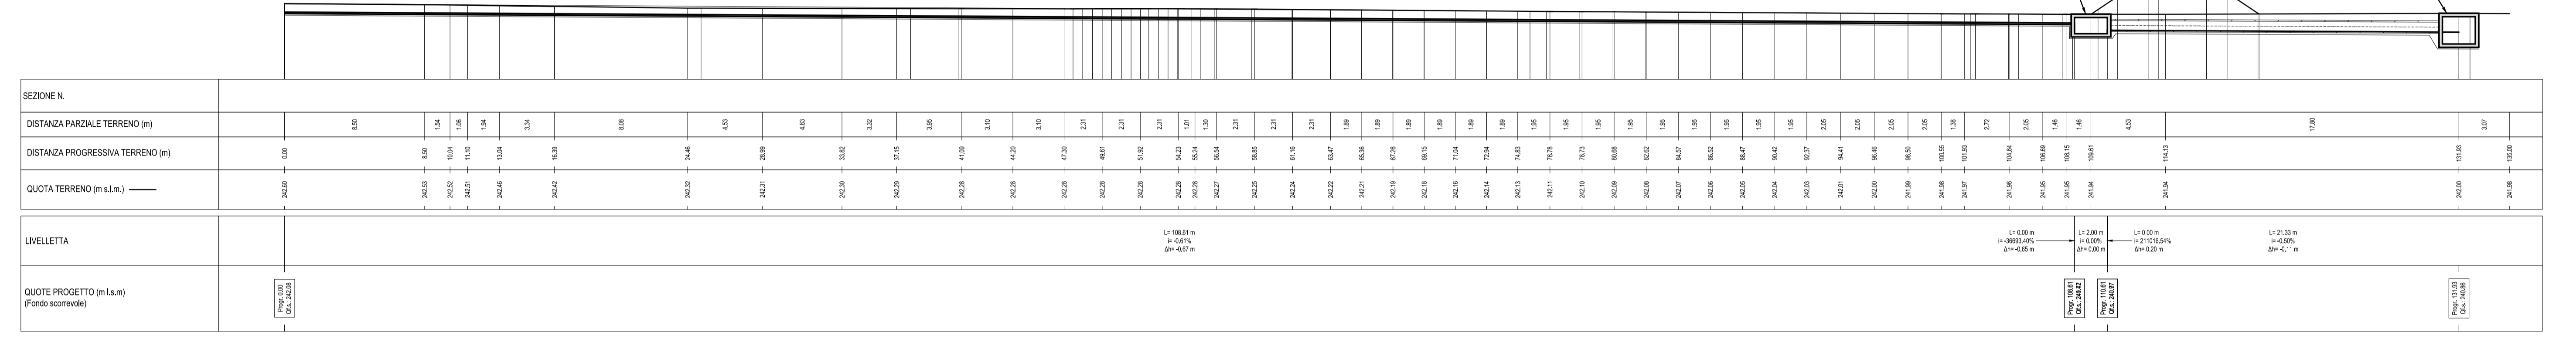 SEZIONE N.
DISTANZA PARZIALE TERRENO (m)
8,50 1,54 1,06 1,94 3,34 8,08 4,53 4,83 3,32 3,95 3,10 3,10 2,31 2,31 2,31 1,01 1,30 2,31 2,31 2,31 1,89 1,89 1,89 1,89 1,89 1,89 1,95 1,95 1,95 1,95 1,95 1,95 1,95 1,95 1,95 2,05 2,05 2,05 2,05 1,38 2,72 2,05 1,46 1,46 4,53 17,80 3,07
DISTANZA PROGRESSIVA TERRENO (m)
0,00 8,50 10,04 11,10 13,04 16,39 24,46 28,99 33,82 37,15 41,09 44,20 47,30 49,61 51,92 54,23 55,24 56,54 58,85 61,16 63,47 65,36 67,26 69,15 71,04 72,94 74,83 76,78 78,73 80,68 82,62 84,57 86,52 88,47 90,42 92,37 94,41 96,46 98,50 100,55 101,93 104,64 106,69 108,15 109,61 114,13 131,93 135,00
QUOTA TERRENO (m s.l.m.)
242,60 242,53 242,52 242,51 242,46 242,42 242,32 242,31 242,30 242,29 242,28 242,28 242,28 242,28 242,28 242,28 242,28 242,27 242,25 242,24 242,22 242,21 242,19 242,18 242,16 242,14 242,13 242,11 242,10 242,09 242,08 242,07 242,06 242,05 242,04 242,03 242,01 242,00 241,99 241,98 241,97 241,96 241,95 241,95 241,94 241,94 242,00 241,98
LIVELLETTA
L= 108,61 m
i= -0,61%
Δh= -0,67 m
L= 0,00 m
i= -36693,40%
Δh= -0,65 m
L= 2,00 m
i= 0,00%
Δh= 0,00 m
L= 0.00 m
i= 211016,54%
Δh= 0,20 m
L= 21,33 m
i= -0,50%
Δh= -0,11 m
QUOTE PROGETTO (m l.s.m)
(Fondo scorrevole)
Progr. 0,00
Qf.s.: 242,08
Progr. 108,61
Qf.s.:
Progr. 110,61
Qf.s.: 240,97
Progr. 131,93
Qf.s.: 240,86